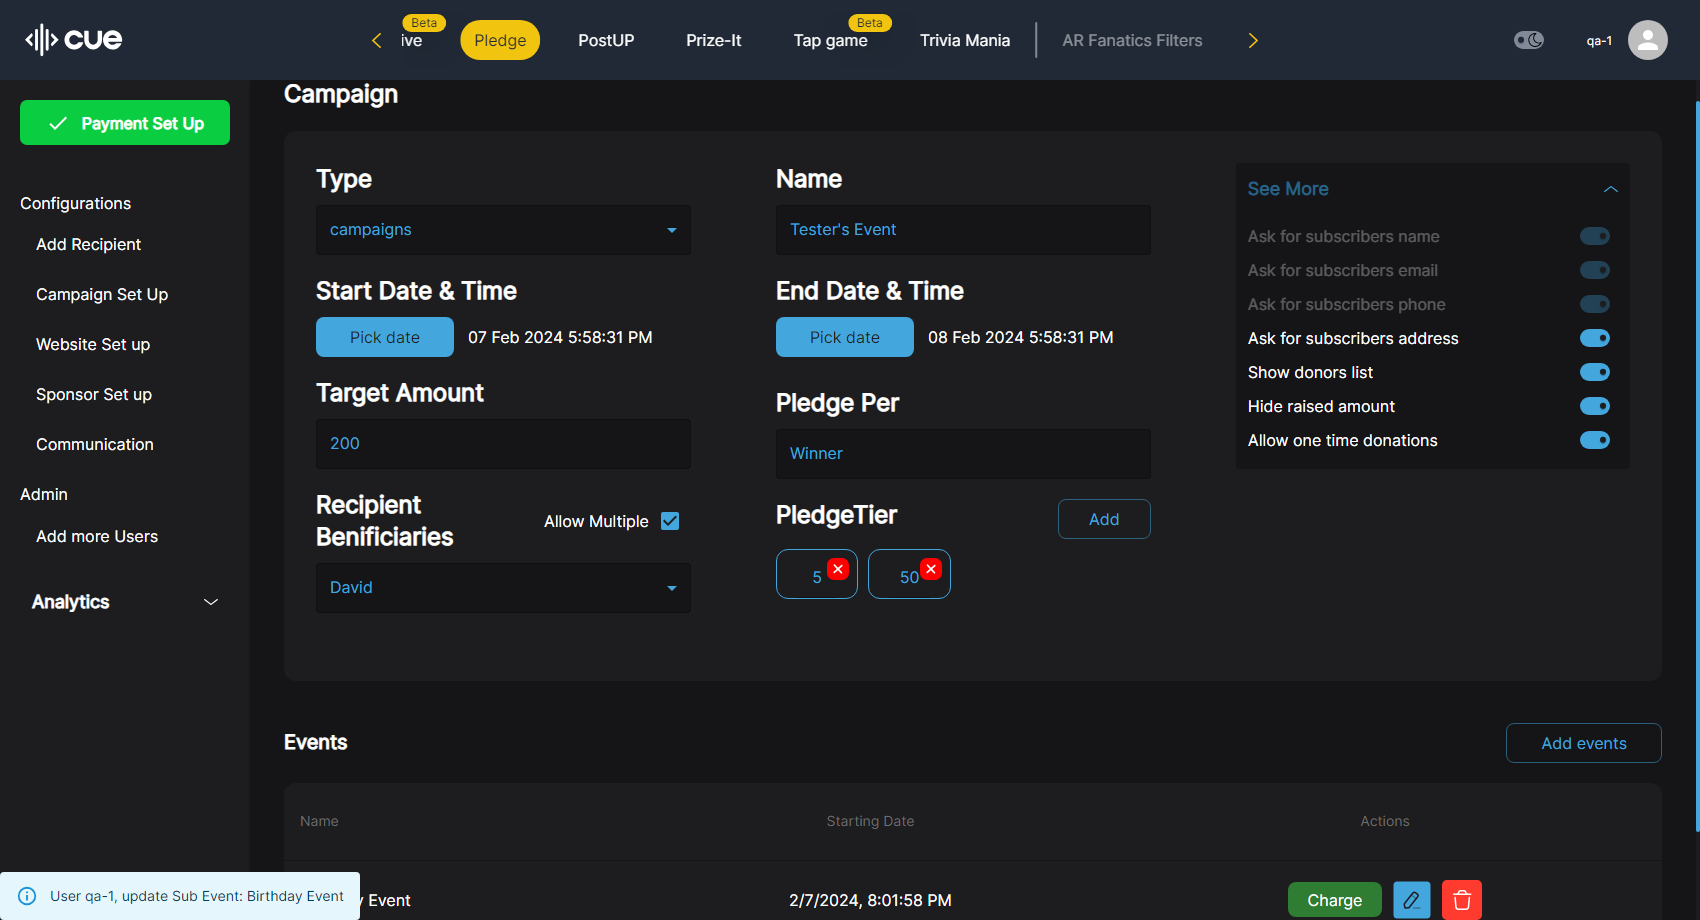 cue
ive
Beta
Pledge
PostUP
Prize-It
Tap game
Beta
Trivia Mania
AR Fanatics Filters
qa-1
Payment Set Up
Configurations
Add Recipient
Campaign Set Up
Website Set up
Sponsor Set up
Communication
Admin
Add more Users
Analytics
Campaign
Type
campaigns
Name
Tester's Event
Start Date & Time
Pick date
07 Feb 2024 5:58:31 PM
End Date & Time
Pick date
08 Feb 2024 5:58:31 PM
Target Amount
200
Pledge Per
Winner
Recipient
Benificiaries
Allow Multiple
David
PledgeTier
Add
5
50
See More
Ask for subscribers name
Ask for subscribers email
Ask for subscribers phone
Ask for subscribers address
Show donors list
Hide raised amount
Allow one time donations
Events
Add events
Name
Starting Date
Actions
y Event
2/7/2024, 8:01:58 PM
Charge
User qa-1, update Sub Event: Birthday Event